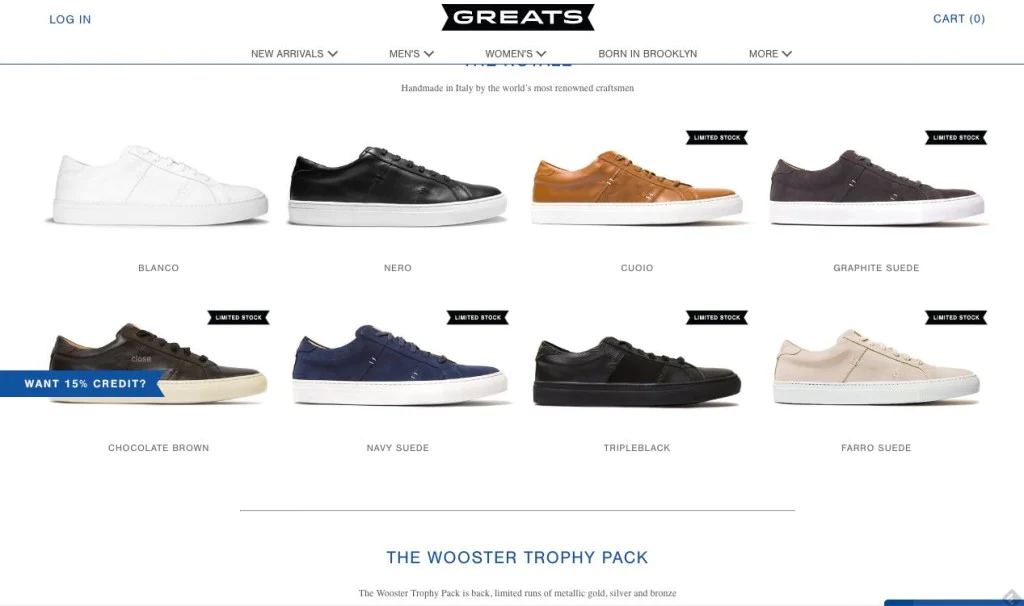 LOG IN
GREATS
CART (0)
NEW ARRIVALS
MEN'S
WOMEN'S
BORN IN BROOKLYN
MORE
THE ROYALE
Handmade in Italy by the world's most renowned craftsmen
LIMITED STOCK
LIMITED STOCK
BLANCO
NERO
CUOIO
GRAPHITE SUEDE
LIMITED STOCK
LIMITED STOCK
LIMITED STOCK
LIMITED STOCK
close
WANT 15% CREDIT?
CHOCOLATE BROWN
NAVY SUEDE
TRIPLEBLACK
FARRO SUEDE
THE WOOSTER TROPHY PACK
The Wooster Trophy Pack is back, limited runs of metallic gold, silver and bronze